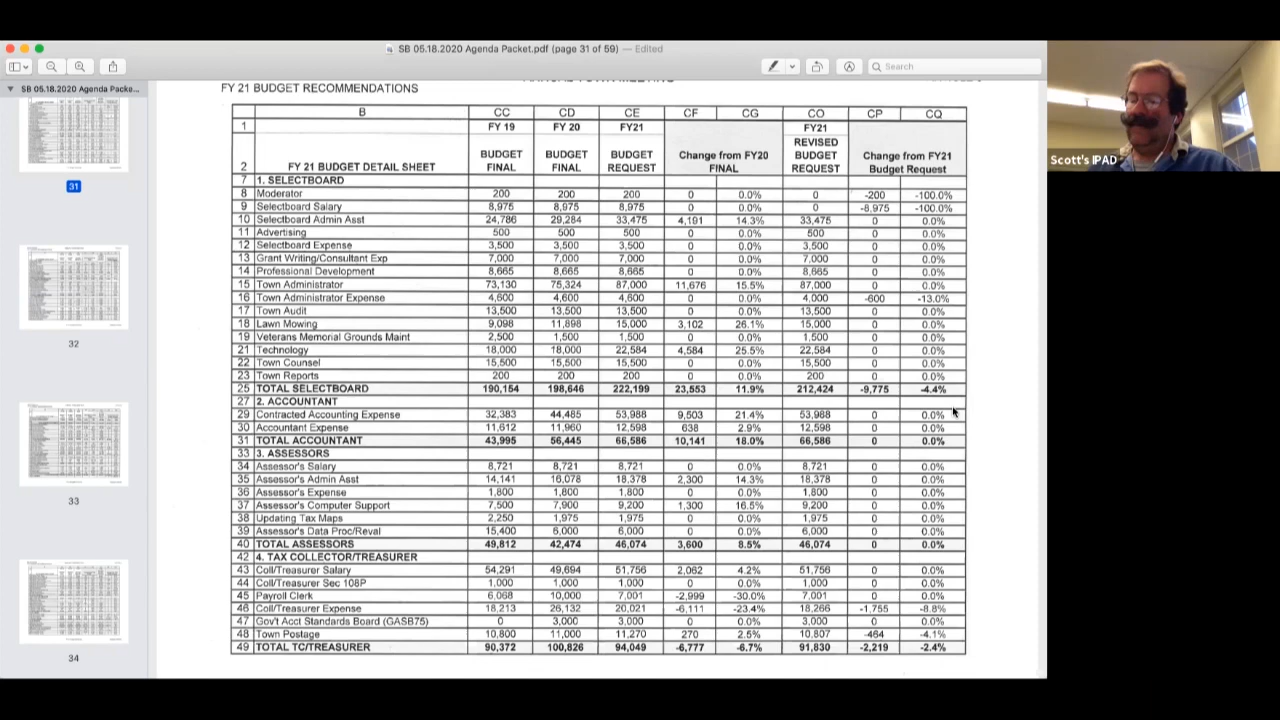 SB 05.18.2020 Agenda Packet.pdf (page 31 of 59) — Edited
Search
SB 05.18.2020 Agenda Packe...
31
32
33
34
Scott's IPAD
FY 21 BUDGET RECOMMENDATIONS
B CC CD CE CF CG CO CP CQ
1 FY 19 FY 20 FY21 FY21
2 FY 21 BUDGET DETAIL SHEET BUDGET FINAL BUDGET FINAL BUDGET REQUEST Change from FY20 FINAL REVISED BUDGET REQUEST Change from FY21 Budget Request
7 1. SELECTBOARD
8 Moderator 200 200 200 0 0.0% 0 -200 -100.0%
9 Selectboard Salary 8,975 8,975 8,975 0 0.0% 0 -8,975 -100.0%
10 Selectboard Admin Asst 24,786 29,284 33,475 4,191 14.3% 33,475 0 0.0%
11 Advertising 500 500 500 0 0.0% 500 0 0.0%
12 Selectboard Expense 3,500 3,500 3,500 0 0.0% 3,500 0 0.0%
13 Grant Writing/Consultant Exp 7,000 7,000 7,000 0 0.0% 7,000 0 0.0%
14 Professional Development 8,665 8,665 8,665 0 0.0% 8,665 0 0.0%
15 Town Administrator 73,130 75,324 87,000 11,676 15.5% 87,000 0 0.0%
16 Town Administrator Expense 4,600 4,600 4,600 0 0.0% 4,000 -600 -13.0%
17 Town Audit 13,500 13,500 13,500 0 0.0% 13,500 0 0.0%
18 Lawn Mowing 9,098 11,898 15,000 3,102 26.1% 15,000 0 0.0%
19 Veterans Memorial Grounds Maint 2,500 1,500 1,500 0 0.0% 1,500 0 0.0%
21 Technology 18,000 18,000 22,584 4,584 25.5% 22,584 0 0.0%
22 Town Counsel 15,500 15,500 15,500 0 0.0% 15,500 0 0.0%
23 Town Reports 200 200 200 0 0.0% 200 0 0.0%
25 TOTAL SELECTBOARD 190,154 198,646 222,199 23,553 11.9% 212,424 -9,775 -4.4%
27 2. ACCOUNTANT
29 Contracted Accounting Expense 32,383 44,485 53,988 9,503 21.4% 53,988 0 0.0%
30 Accountant Expense 11,612 11,960 12,598 638 2.9% 12,598 0 0.0%
31 TOTAL ACCOUNTANT 43,995 56,445 66,586 10,141 18.0% 66,586 0 0.0%
33 3. ASSESSORS
34 Assessor's Salary 8,721 8,721 8,721 0 0.0% 8,721 0 0.0%
35 Assessor's Admin Asst 14,141 16,078 18,378 2,300 14.3% 18,378 0 0.0%
36 Assessor's Expense 1,800 1,800 1,800 0 0.0% 1,800 0 0.0%
37 Assessor's Computer Support 7,500 7,900 9,200 1,300 16.5% 9,200 0 0.0%
38 Updating Tax Maps 2,250 1,975 1,975 0 0.0% 1,975 0 0.0%
39 Assessor's Data Proc/Reval 15,400 6,000 6,000 0 0.0% 6,000 0 0.0%
40 TOTAL ASSESSORS 49,812 42,474 46,074 3,600 8.5% 46,074 0 0.0%
42 4. TAX COLLECTOR/TREASURER
43 Coll/Treasurer Salary 54,291 49,694 51,756 2,062 4.2% 51,756 0 0.0%
44 Coll/Treasurer Sec 108P 1,000 1,000 1,000 0 0.0% 1,000 0 0.0%
45 Payroll Clerk 6,068 10,000 7,001 -2,999 -30.0% 7,001 0 0.0%
46 Coll/Treasurer Expense 18,213 26,132 20,021 -6,111 -23.4% 18,266 -1,755 -8.8%
47 Gov't Acct Standards Board (GASB75) 0 3,000 3,000 0 0.0% 3,000 0 0.0%
48 Town Postage 10,800 11,000 11,270 270 2.5% 10,807 -464 -4.1%
49 TOTAL TC/TREASURER 90,372 100,826 94,049 -6,777 -6.7% 91,830 -2,219 -2.4%